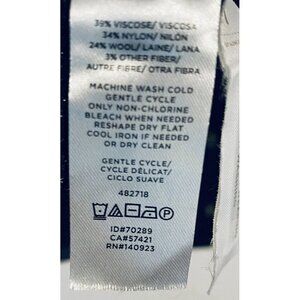 39% VISCOSE/ VISCOSA
34% NYLON/ NILÓN
24% WOOL/ LAINE/ LANA
3% OTHER FIBER/
AUTRE FIBRE/ OTRA FIBRA
MACHINE WASH COLD
GENTLE CYCLE
ONLY NON-CHLORINE
BLEACH WHEN NEEDED
RESHAPE DRY FLAT
COOL IRON IF NEEDED
OR DRY CLEAN
GENTLE CYCLE/
CYCLE DÉLICAT/
CICLO SUAVE
482718
P
ID#70289
CA#57421
RN#140923